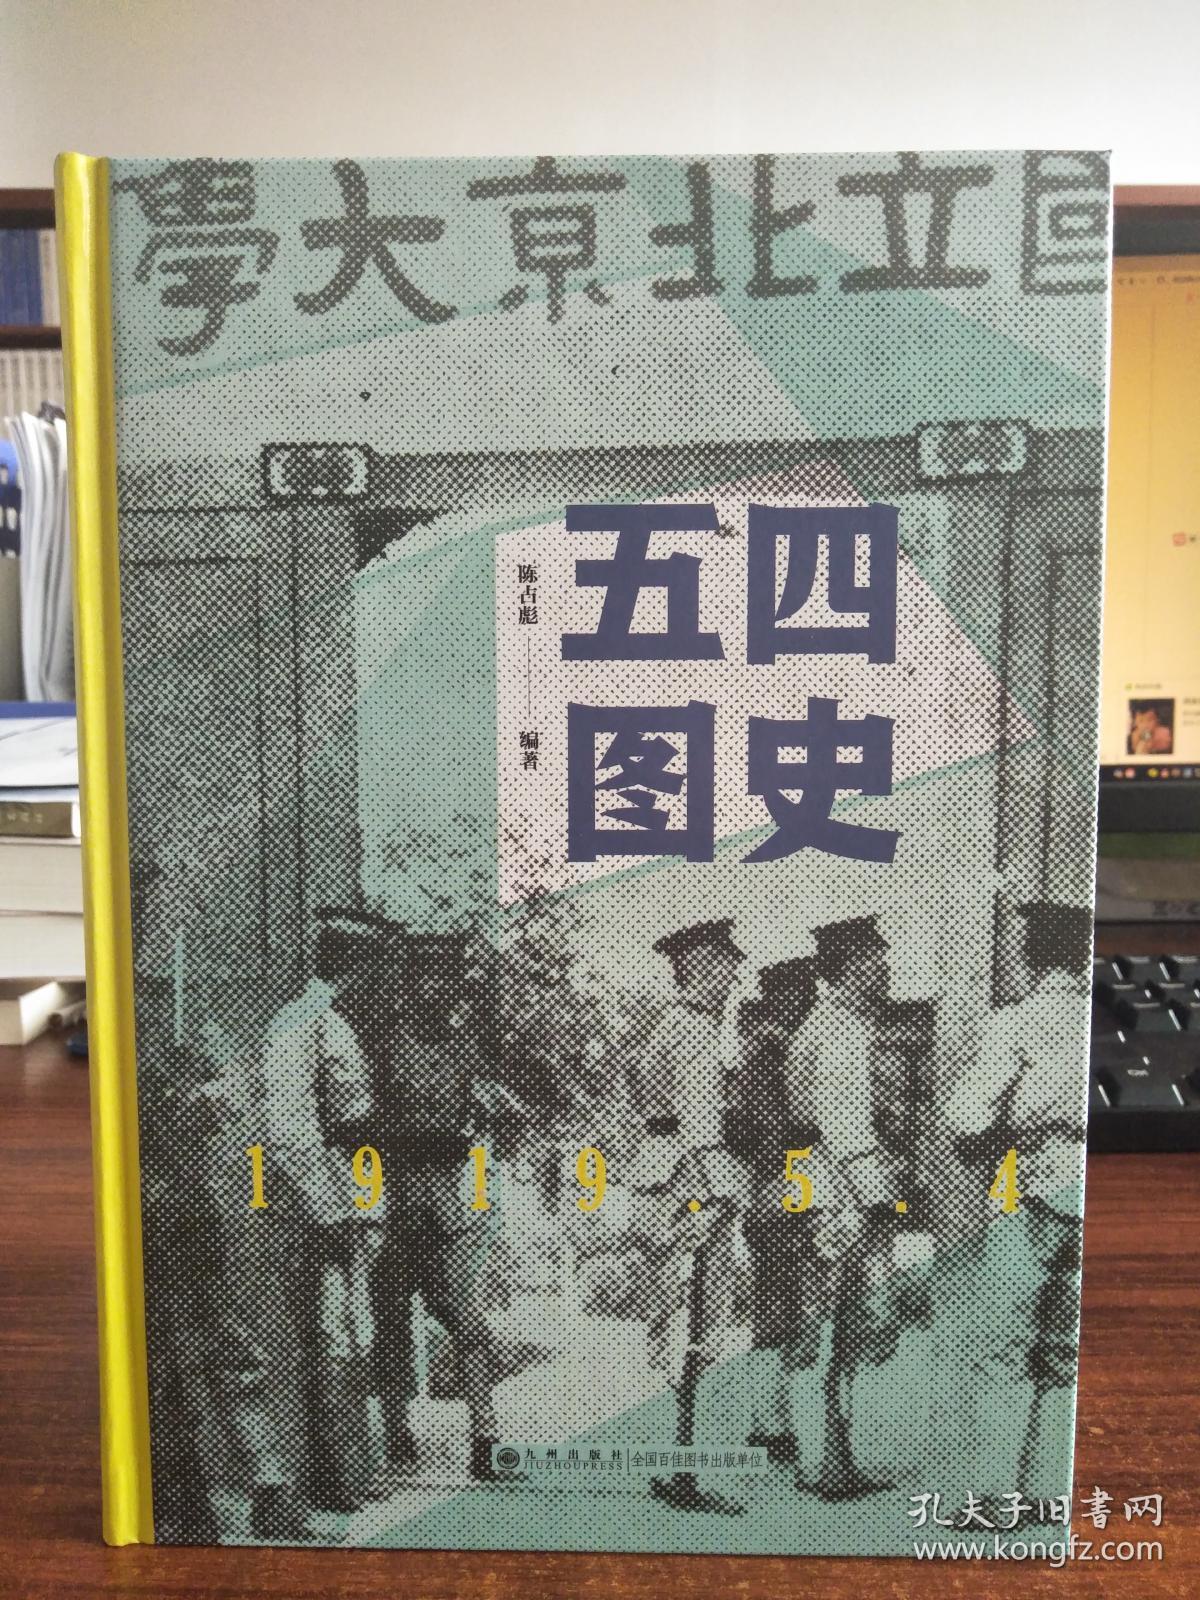 學大京北立國
五四
图史
陈占彪——编著
1919.5.4
九州出版社
JIUZHOUPRESS
全国百佳图书出版单位
孔夫子旧書网
www.kongfz.com